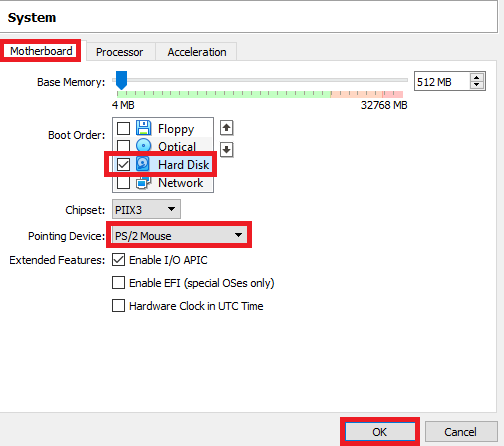 System
Motherboard Processor Acceleration
Base Memory: 512 MB
4 MB 32768 MB
Boot Order: Floppy
Optical
Hard Disk
Network
Chipset: PIIX3
Pointing Device: PS/2 Mouse
Extended Features: Enable I/O APIC
Enable EFI (special OSes only)
Hardware Clock in UTC Time
OK Cancel